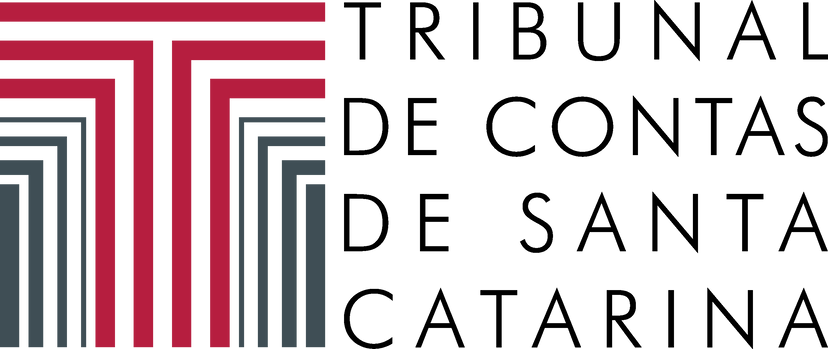 TRIBUNAL
DE CONTAS
DE SANTA
CATARINA